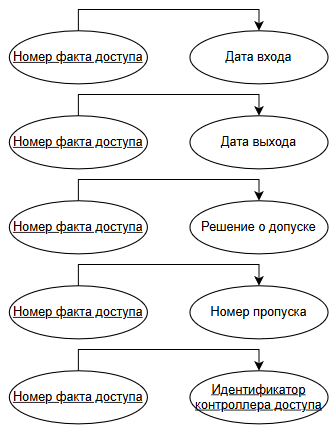 Номер факта доступа
Дата входа
Номер факта доступа
Дата выхода
Номер факта доступа
Решение о допуске
Номер факта доступа
Номер пропуска
Номер факта доступа
Идентификатор
контроллера доступа